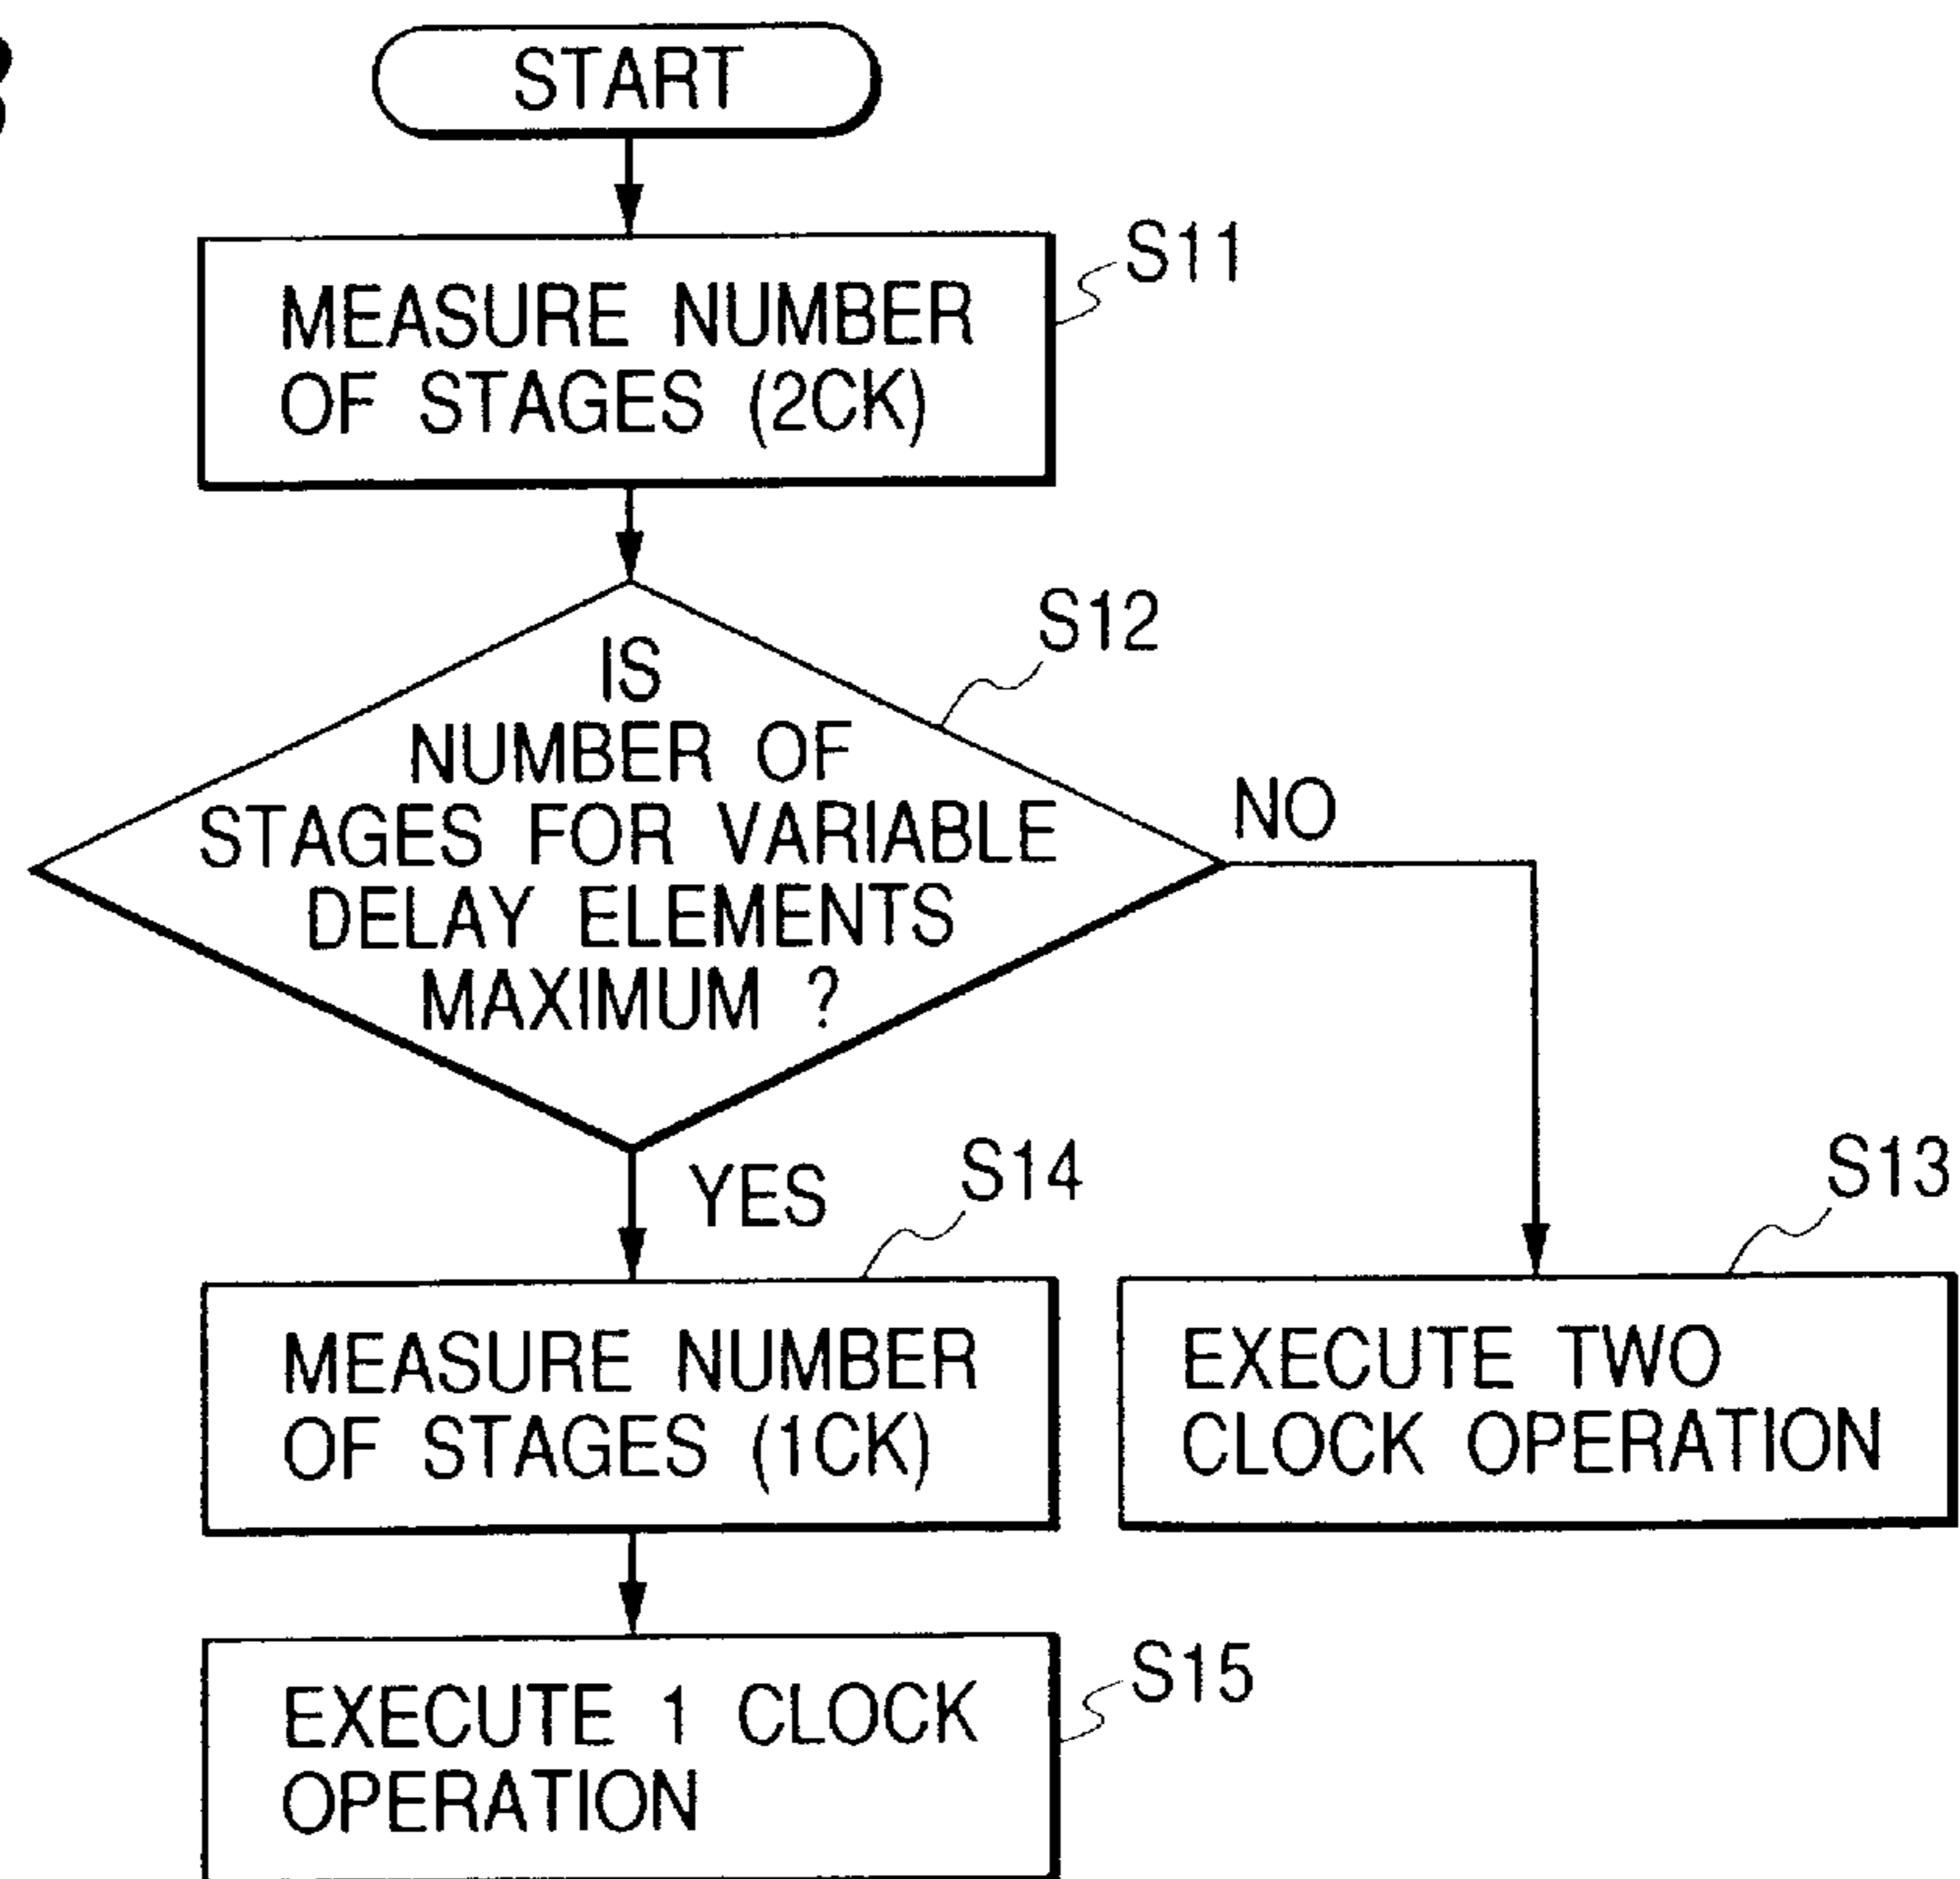 START
S11
MEASURE NUMBER
OF STAGES (2CK)
S12
IS
NUMBER OF
STAGES FOR VARIABLE
DELAY ELEMENTS
MAXIMUM ?
NO
YES
S14
S13
MEASURE NUMBER
OF STAGES (1CK)
EXECUTE TWO
CLOCK OPERATION
S15
EXECUTE 1 CLOCK
OPERATION